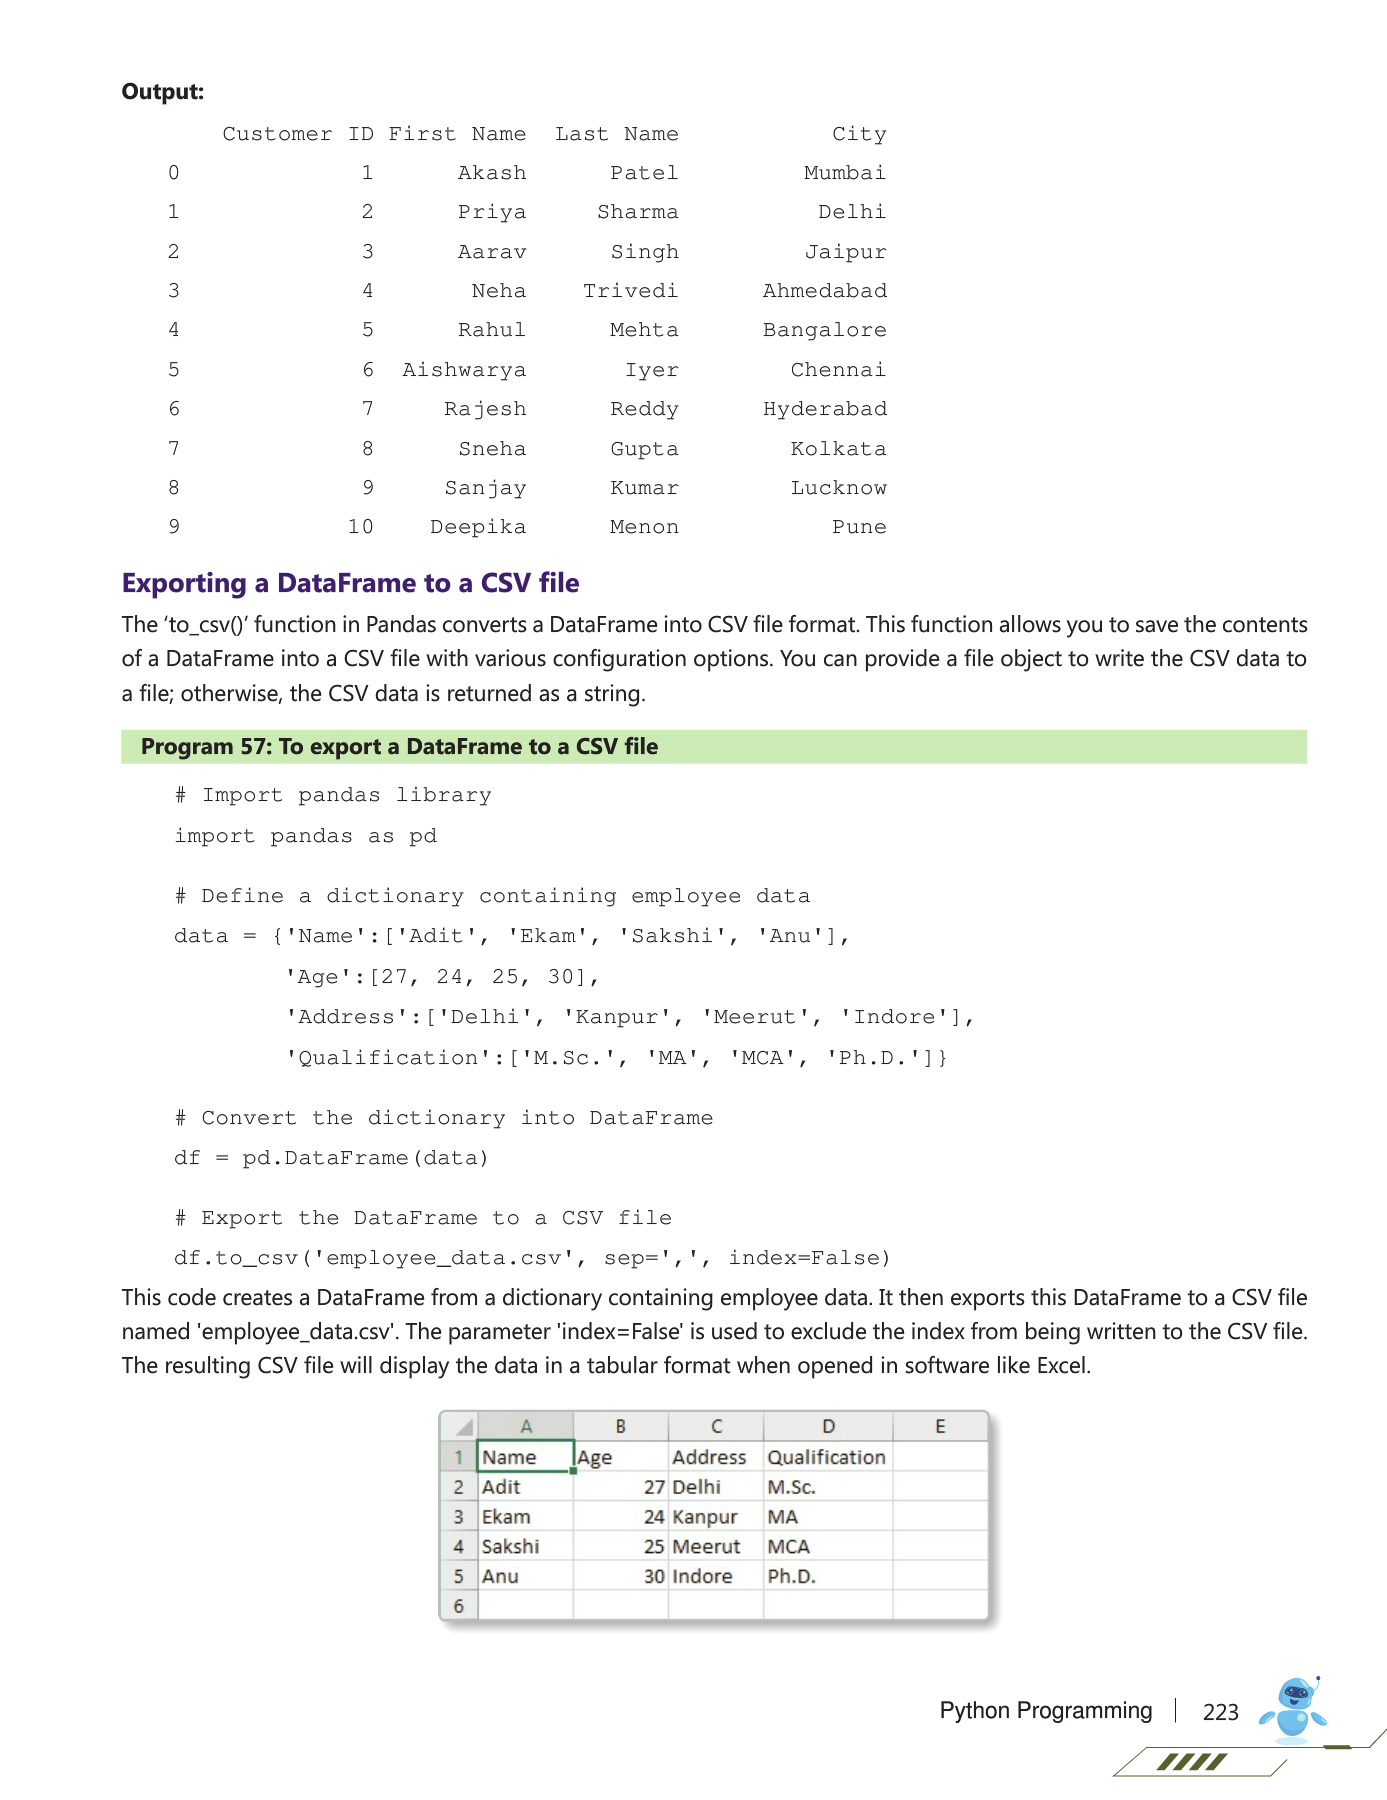 Output:
Customer ID First Name Last Name City
0 1 Akash Patel Mumbai
1 2 Priya Sharma Delhi
2 3 Aarav Singh Jaipur
3 4 Neha Trivedi Ahmedabad
4 5 Rahul Mehta Bangalore
5 6 Aishwarya Iyer Chennai
6 7 Rajesh Reddy Hyderabad
7 8 Sneha Gupta Kolkata
8 9 Sanjay Kumar Lucknow
9 10 Deepika Menon Pune
Exporting a DataFrame to a CSV file
The ‘to_csv()’ function in Pandas converts a DataFrame into CSV file format. This function allows you to save the contents
of a DataFrame into a CSV file with various configuration options. You can provide a file object to write the CSV data to
a file; otherwise, the CSV data is returned as a string.
Program 57: To export a DataFrame to a CSV file
# Import pandas library
import pandas as pd
# Define a dictionary containing employee data
data = {'Name':['Adit', 'Ekam', 'Sakshi', 'Anu'],
'Age':[27, 24, 25, 30],
'Address':['Delhi', 'Kanpur', 'Meerut', 'Indore'],
'Qualification':['M.Sc.', 'MA', 'MCA', 'Ph.D.']}
# Convert the dictionary into DataFrame
df = pd.DataFrame(data)
# Export the DataFrame to a CSV file
df.to_csv('employee_data.csv', sep=',', index=False)
This code creates a DataFrame from a dictionary containing employee data. It then exports this DataFrame to a CSV file
named 'employee_data.csv'. The parameter 'index=False' is used to exclude the index from being written to the CSV file.
The resulting CSV file will display the data in a tabular format when opened in software like Excel.
A B C D E
1 Name Age Address Qualification
2 Adit 27 Delhi M.Sc.
3 Ekam 24 Kanpur MA
4 Sakshi 25 Meerut MCA
5 Anu 30 Indore Ph.D.
6
Python Programming 223